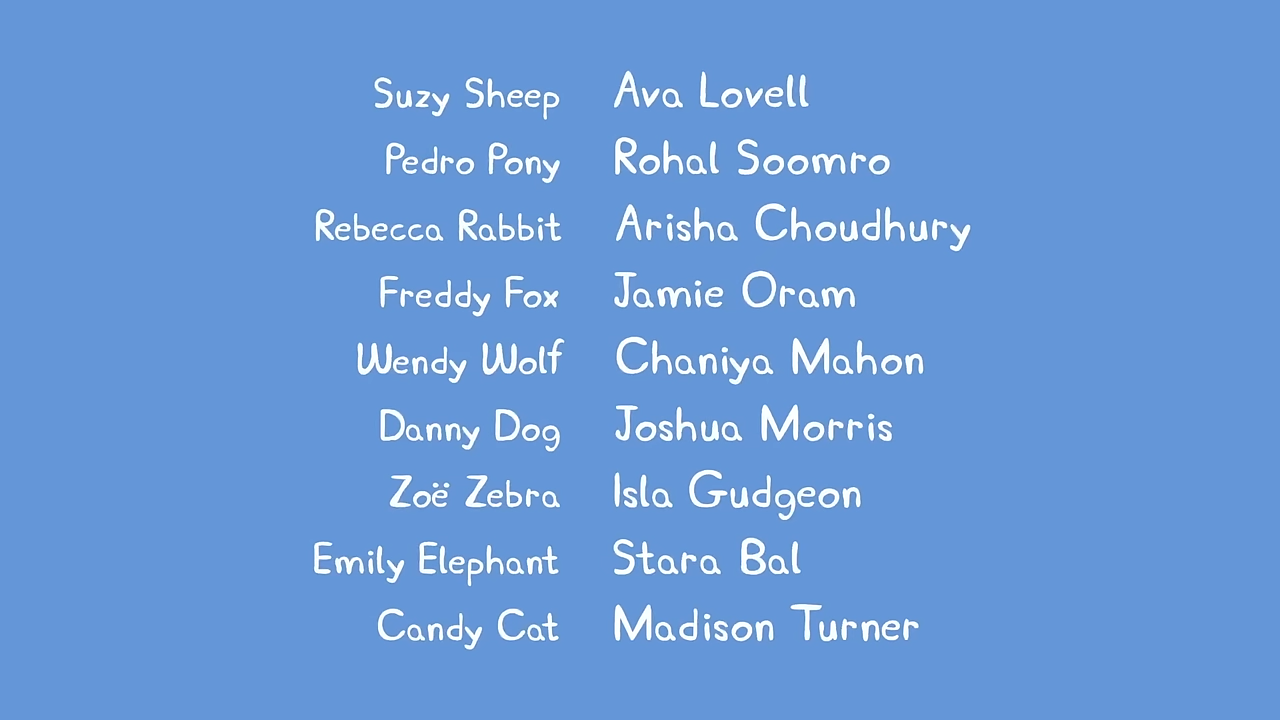 Suzy Sheep Ava Lovell
Pedro Pony Rohal Soomro
Rebecca Rabbit Arisha Choudhury
Freddy Fox Jamie Oram
Wendy Wolf Chaniya Mahon
Danny Dog Joshua Morris
Zoë Zebra Isla Gudgeon
Emily Elephant Stara Bal
Candy Cat Madison Turner